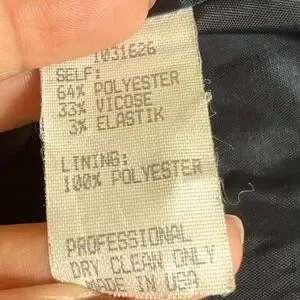 1031626
SELF:
64% POLYESTER
33% VICOSE
3% ELASTIK
LINING:
100% POLYESTER
PROFESSIONAL
DRY CLEAN ONLY
MADE IN USA